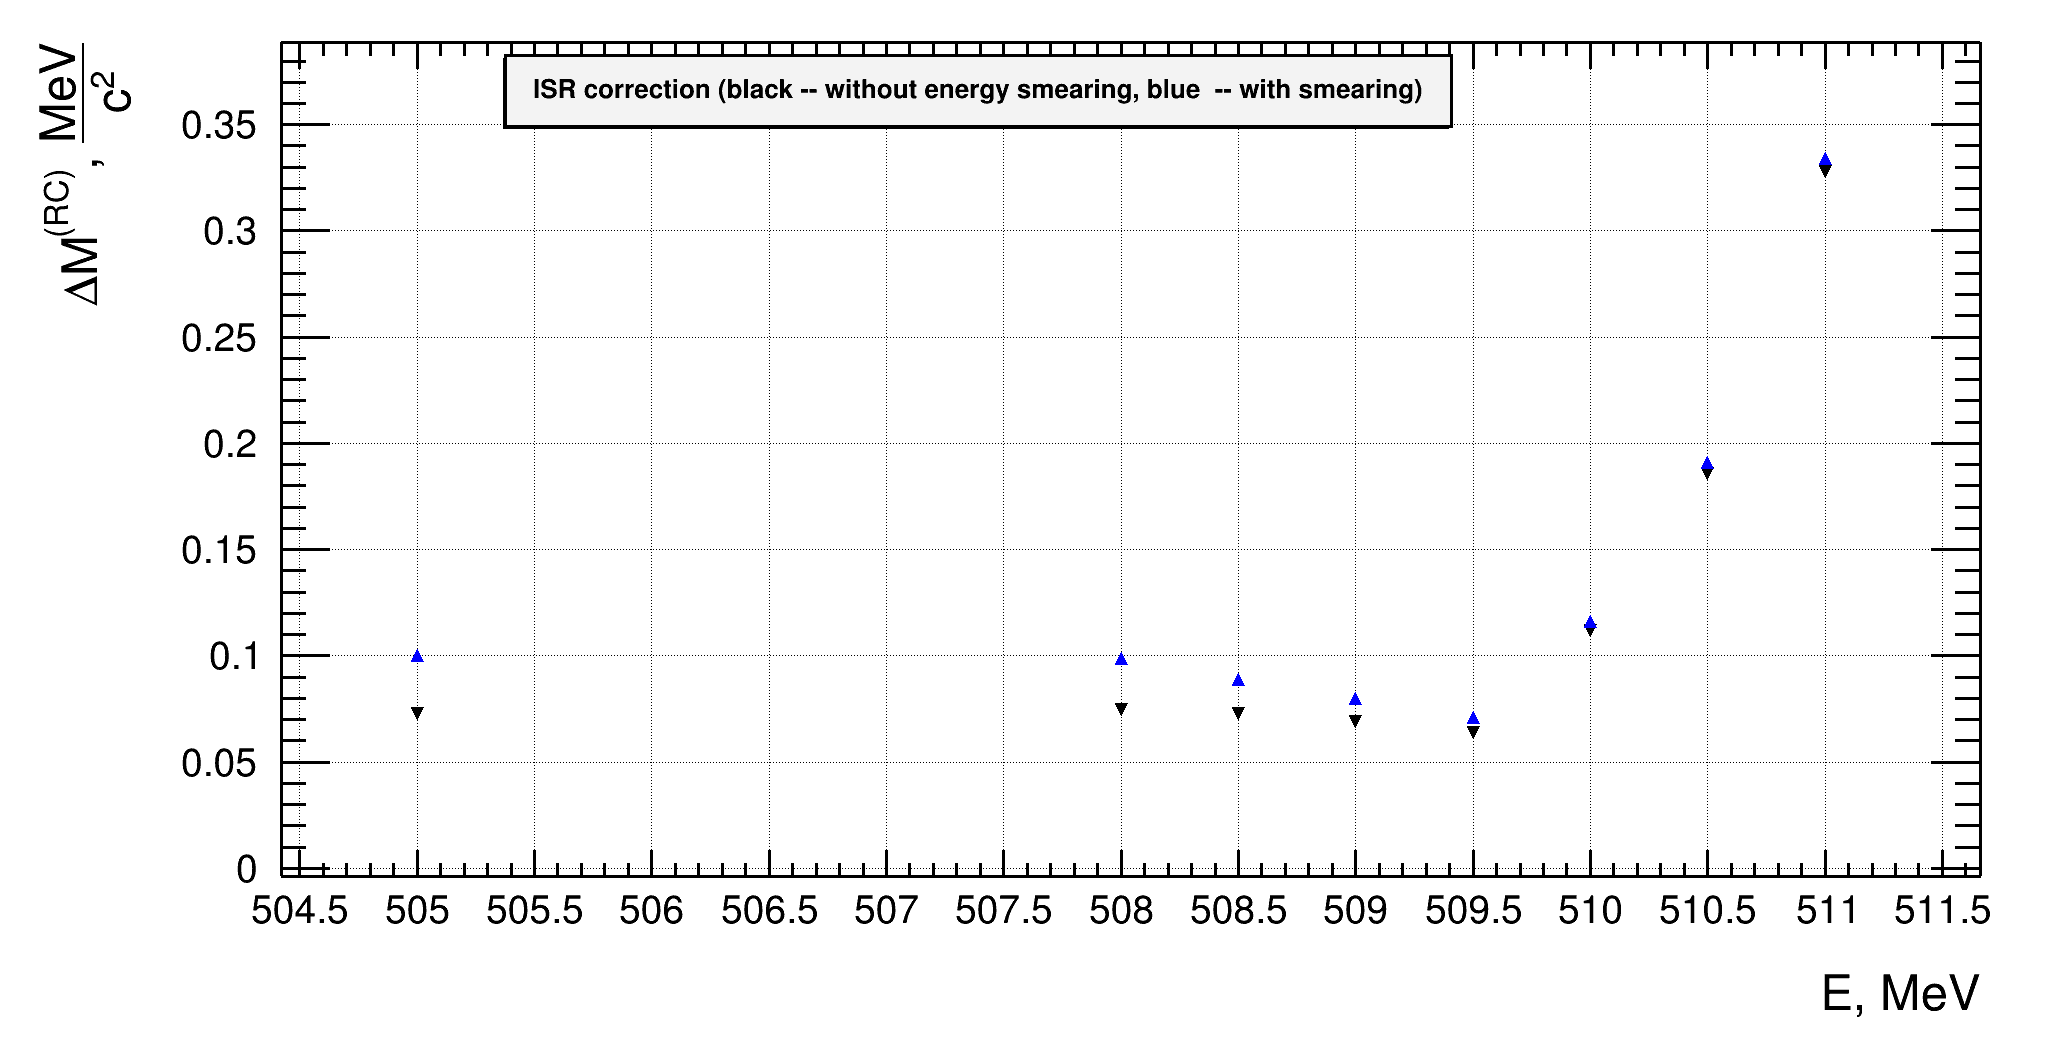 ISR correction (black -- without energy smearing, blue  -- with smearing)
ΔM^(RC), MeV/c^2
0.35
0.3
0.25
0.2
0.15
0.1
0.05
0
504.5 505 505.5 506 506.5 507 507.5 508 508.5 509 509.5 510 510.5 511 511.5
E, MeV